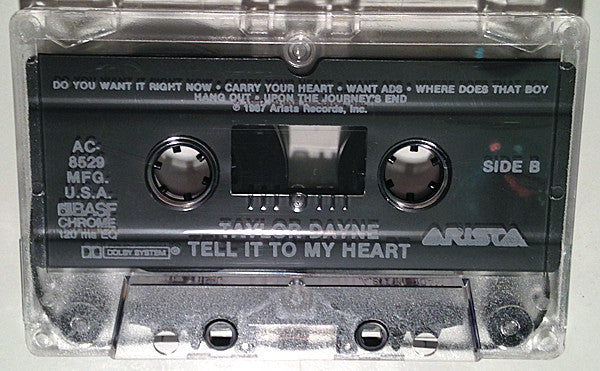 DO YOU WANT IT RIGHT NOW • CARRY YOUR HEART • WANT ADS • WHERE DOES THAT BOY
HANG OUT • UPON THE JOURNEY'S END
℗ 1987 Arista Records, Inc.
AC-
8529
MFG.
U.S.A.
BASF
CHROME
120 ms EQ
DOLBY SYSTEM®
SIDE B
TAYLOR DAYNE
TELL IT TO MY HEART
ARISTA